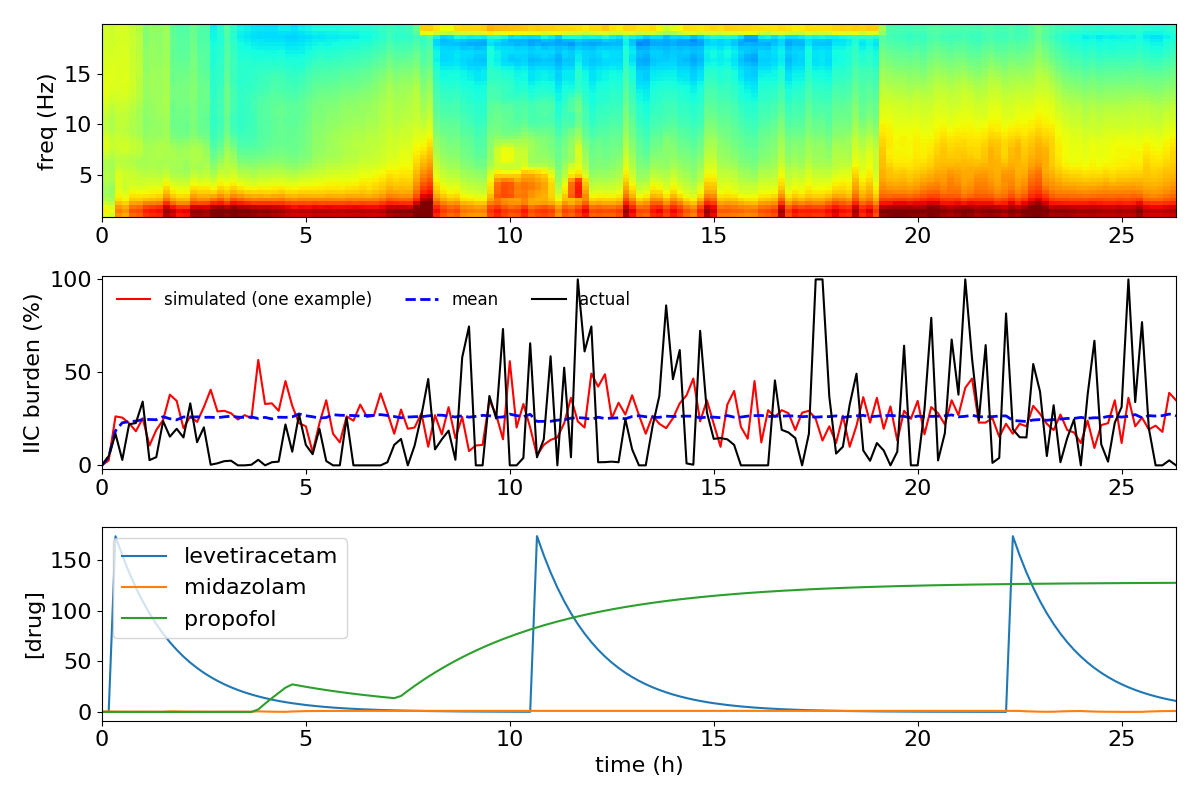 freq (Hz)
15
10
5
0 5 10 15 20 25
IIC burden (%)
100
50
0
simulated (one example) mean actual
0 5 10 15 20 25
[drug]
150
100
50
0
levetiracetam
midazolam
propofol
0 5 10 15 20 25
time (h)